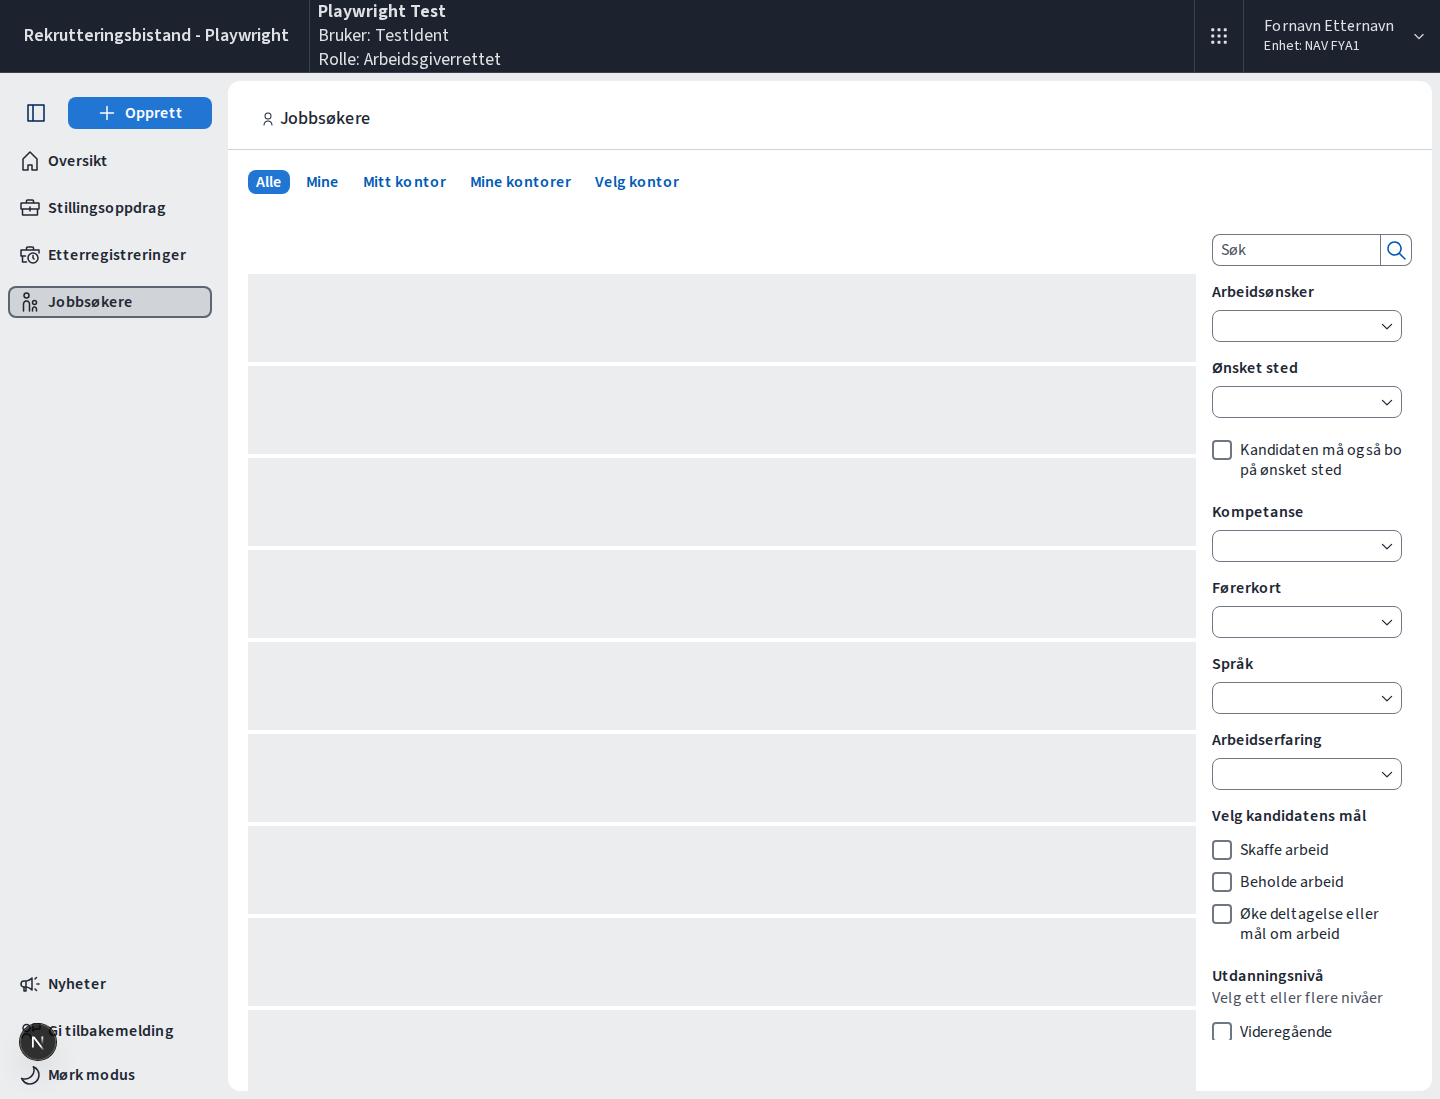 Rekrutteringsbistand - Playwright
Playwright Test
Bruker: TestIdent
Rolle: Arbeidsgiverrettet
Fornavn Etternavn
Enhet: NAV FYA1
Opprett
Oversikt
Stillingsoppdrag
Etterregistreringer
Jobbsøkere
Nyheter
Gi tilbakemelding
N
Mørk modus
Jobbsøkere
Alle
Mine
Mitt kontor
Mine kontorer
Velg kontor
Søk
Arbeidsønsker
Ønsket sted
Kandidaten må også bo
på ønsket sted
Kompetanse
Førerkort
Språk
Arbeidserfaring
Velg kandidatens mål
Skaffe arbeid
Beholde arbeid
Øke deltagelse eller
mål om arbeid
Utdanningsnivå
Velg ett eller flere nivåer
Videregående